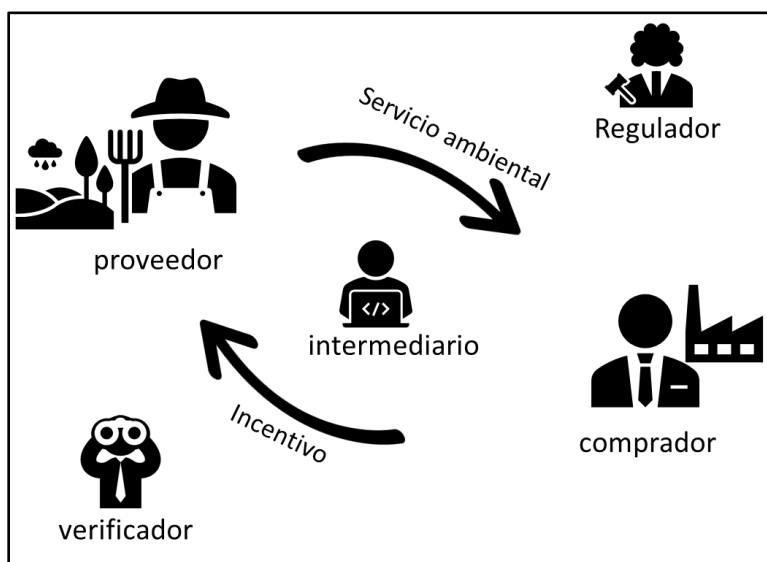 Servicio ambiental
Regulador
proveedor
</>
intermediario
Incentivo
comprador
verificador